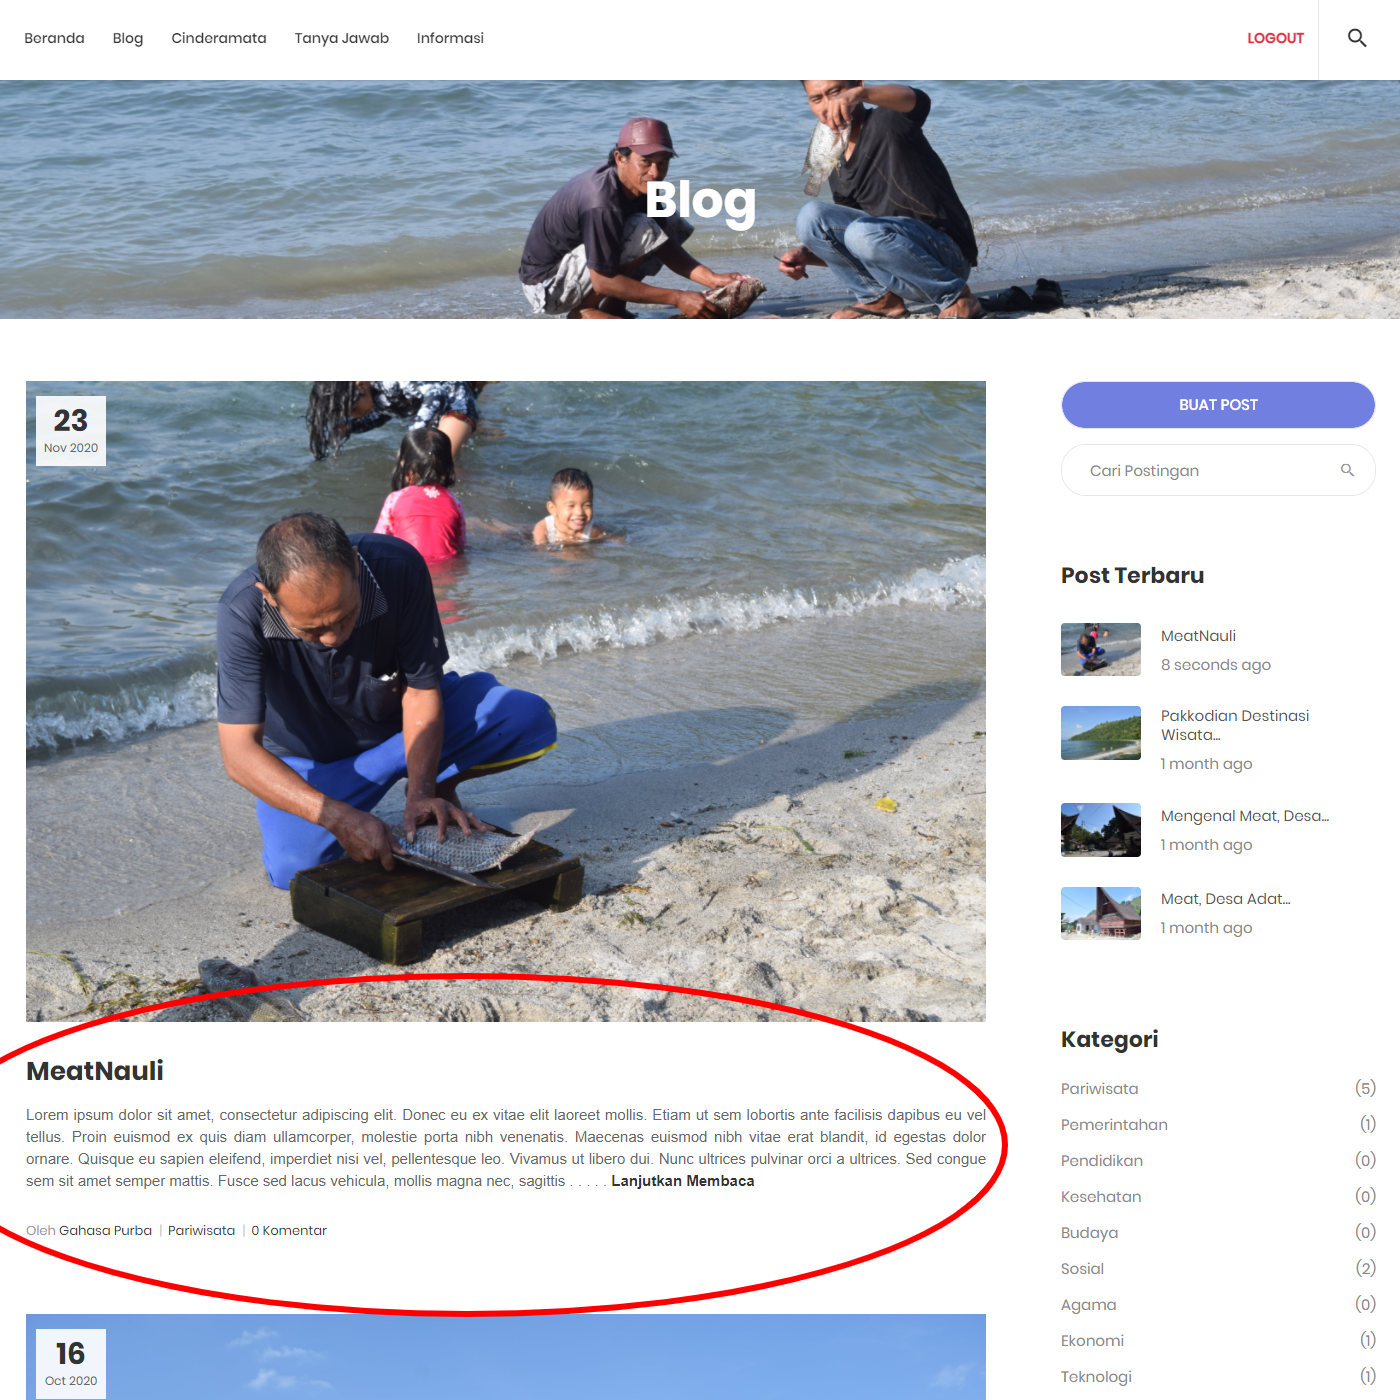 Beranda Blog Cinderamata Tanya Jawab Informasi LOGOUT
Blog
23
Nov 2020
MeatNauli
Lorem ipsum dolor sit amet, consectetur adipiscing elit. Donec eu ex vitae elit laoreet mollis. Etiam ut sem lobortis ante facilisis dapibus eu vel
tellus. Proin euismod ex quis diam ullamcorper, molestie porta nibh venenatis. Maecenas euismod nibh vitae erat blandit, id egestas dolor
ornare. Quisque eu sapien eleifend, imperdiet nisi vel, pellentesque leo. Vivamus ut libero dui. Nunc ultrices pulvinar orci a ultrices. Sed congue
sem sit amet semper mattis. Fusce sed lacus vehicula, mollis magna nec, sagittis . . . . . Lanjutkan Membaca
Oleh Gahasa Purba | Pariwisata | 0 Komentar
16
Oct 2020
BUAT POST
Cari Postingan
Post Terbaru
MeatNauli
8 seconds ago
Pakkodian Destinasi
Wisata...
1 month ago
Mengenal Meat, Desa...
1 month ago
Meat, Desa Adat...
1 month ago
Kategori
Pariwisata (5)
Pemerintahan (1)
Pendidikan (0)
Kesehatan (0)
Budaya (0)
Sosial (2)
Agama (0)
Ekonomi (1)
Teknologi (1)